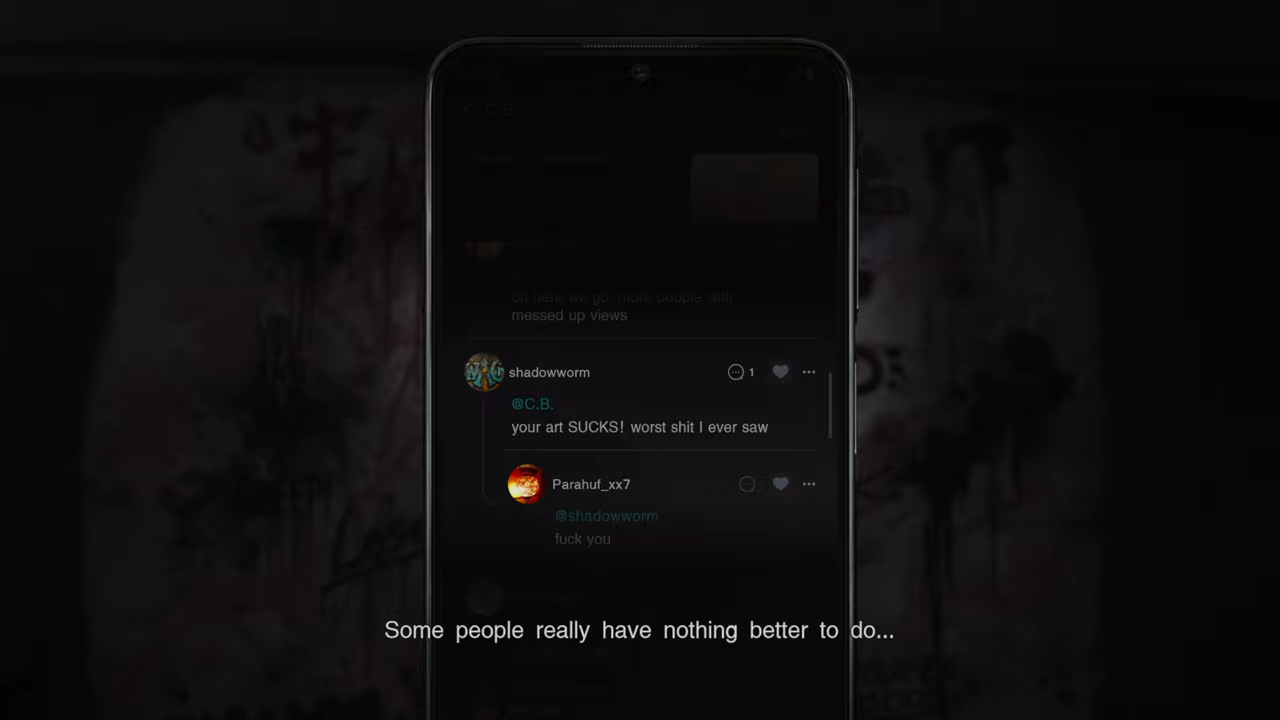 C.B.
oh here we go, more people with
messed up views
shadowworm
1
@C.B.
your art SUCKS! worst shit I ever saw
Parahuf_xx7
@shadowworm
fuck you
Some people really have nothing better to do...